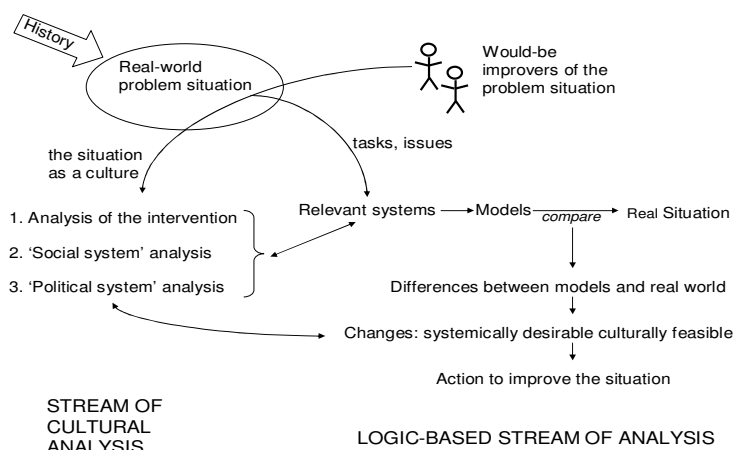 History
Real-world
problem situation
Would-be
improvers of the
problem situation
the situation
as a culture
tasks, issues
1. Analysis of the intervention
2. ‘Social system’ analysis
3. ‘Political system’ analysis
Relevant systems
Models
compare
Real Situation
Differences between models and real world
Changes: systemically desirable culturally feasible
Action to improve the situation
STREAM OF
CULTURAL
ANALYSIS
LOGIC-BASED STREAM OF ANALYSIS